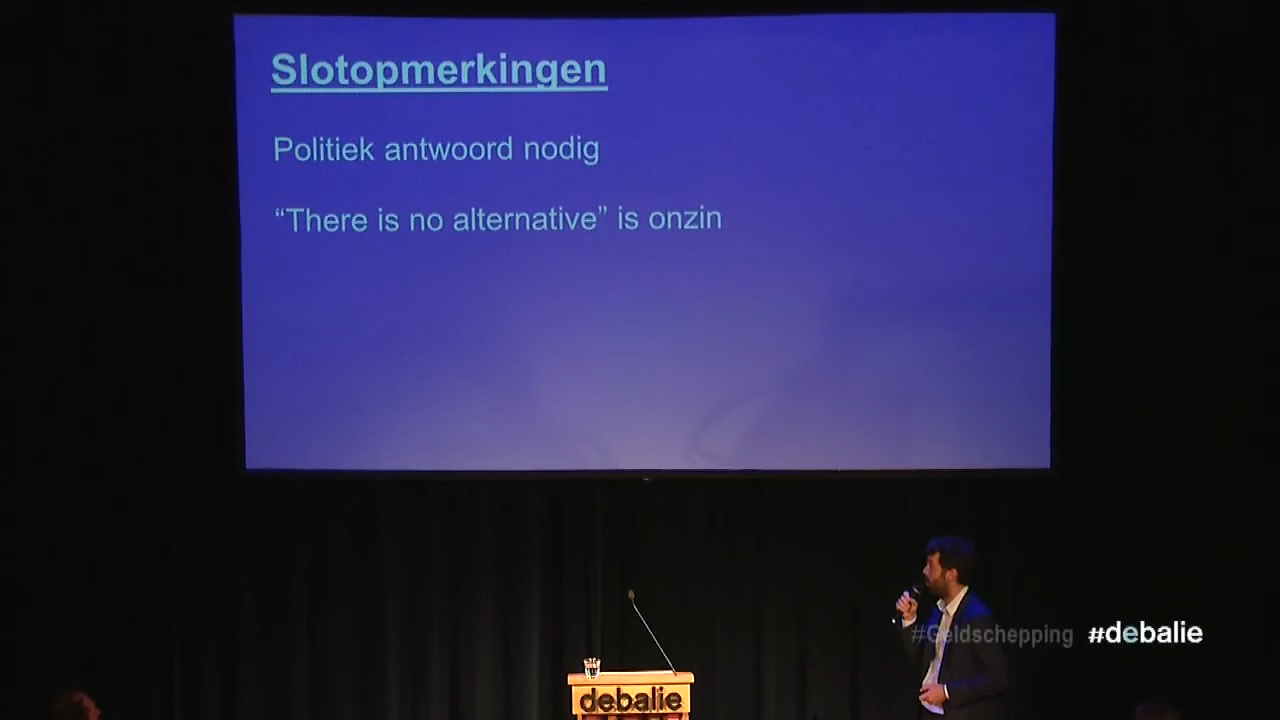 Slotopmerkingen
Politiek antwoord nodig
“There is no alternative” is onzin
#Geldschepping #debalie
debalie